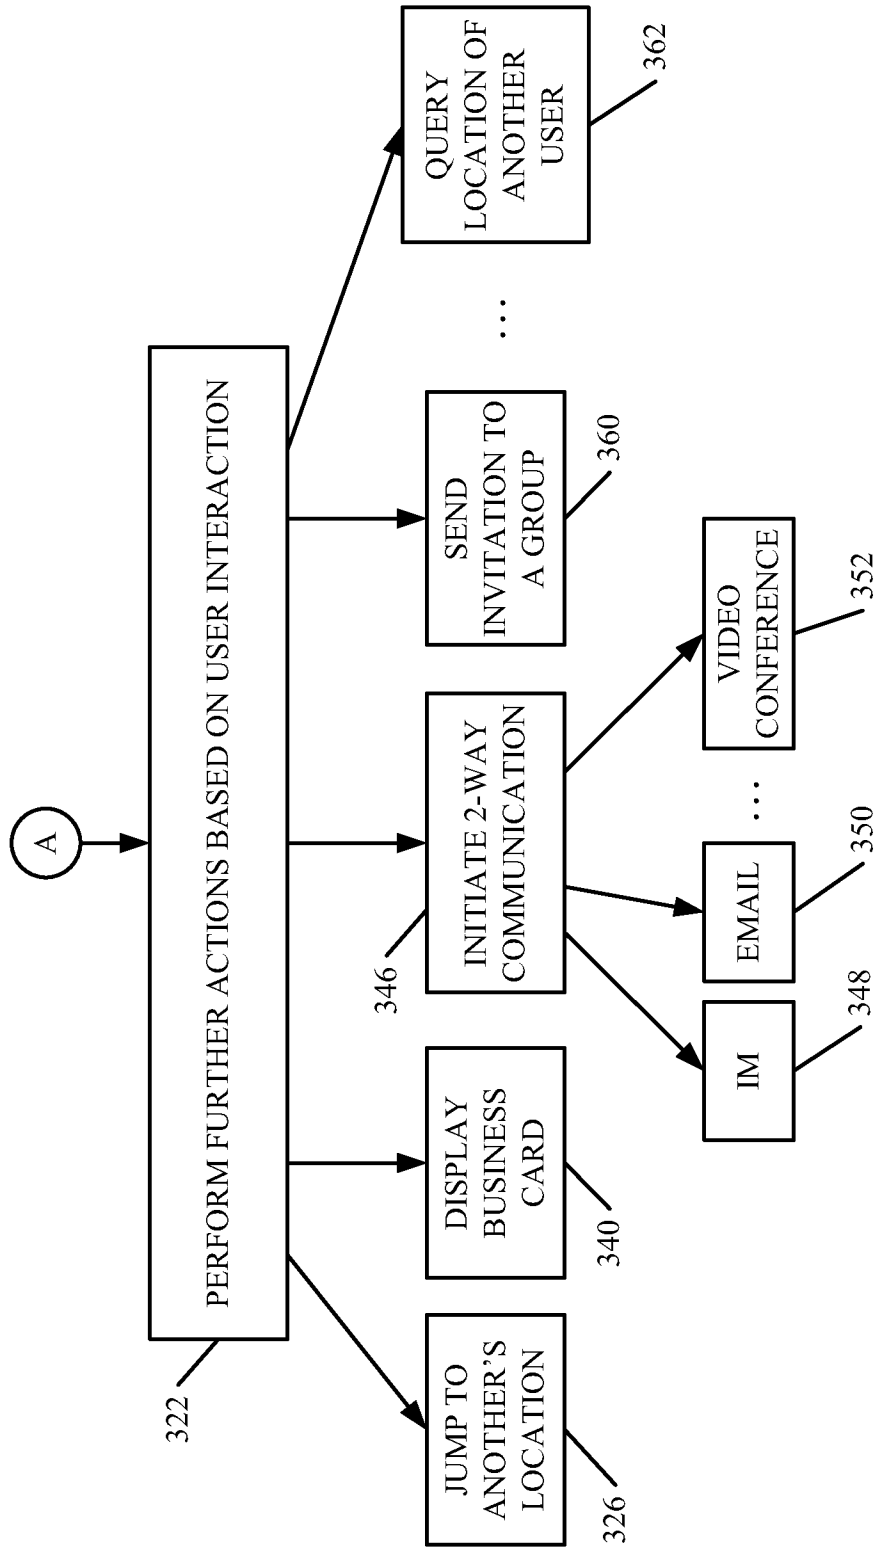 A
PERFORM FURTHER ACTIONS BASED ON USER INTERACTION
322
JUMP TO
ANOTHER'S
LOCATION
326
DISPLAY
BUSINESS
CARD
340
INITIATE 2-WAY
COMMUNICATION
346
SEND
INVITATION TO
A GROUP
360
...
QUERY
LOCATION OF
ANOTHER
USER
362
IM
348
EMAIL
350
...
VIDEO
CONFERENCE
352